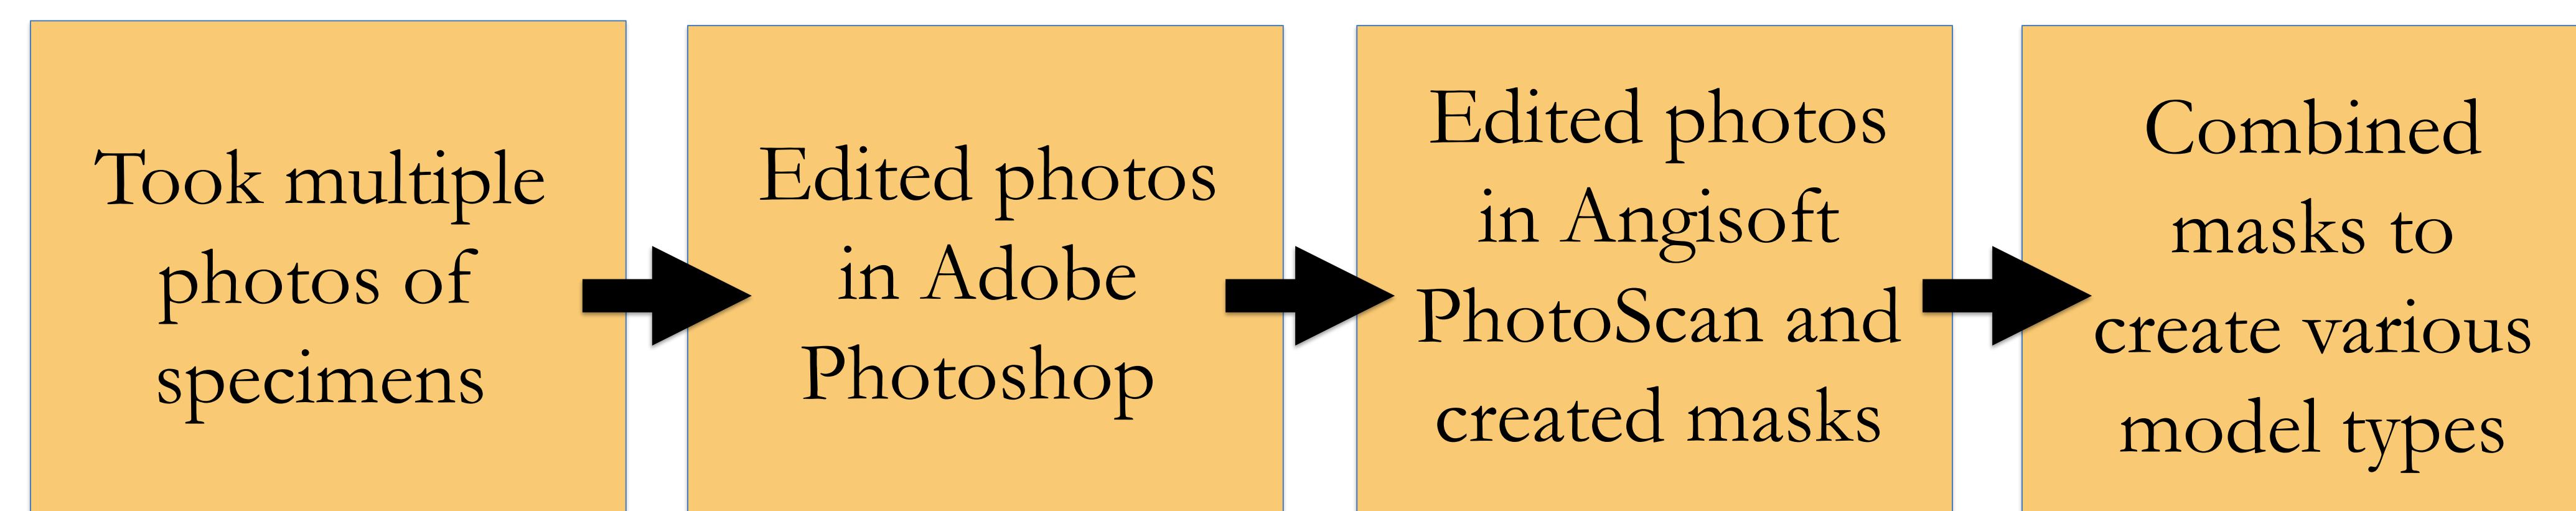 Took multiple
photos of
specimens
Edited photos
in Adobe
Photoshop
Edited photos
in Angisoft
PhotoScan and
created masks
Combined
masks to
create various
model types